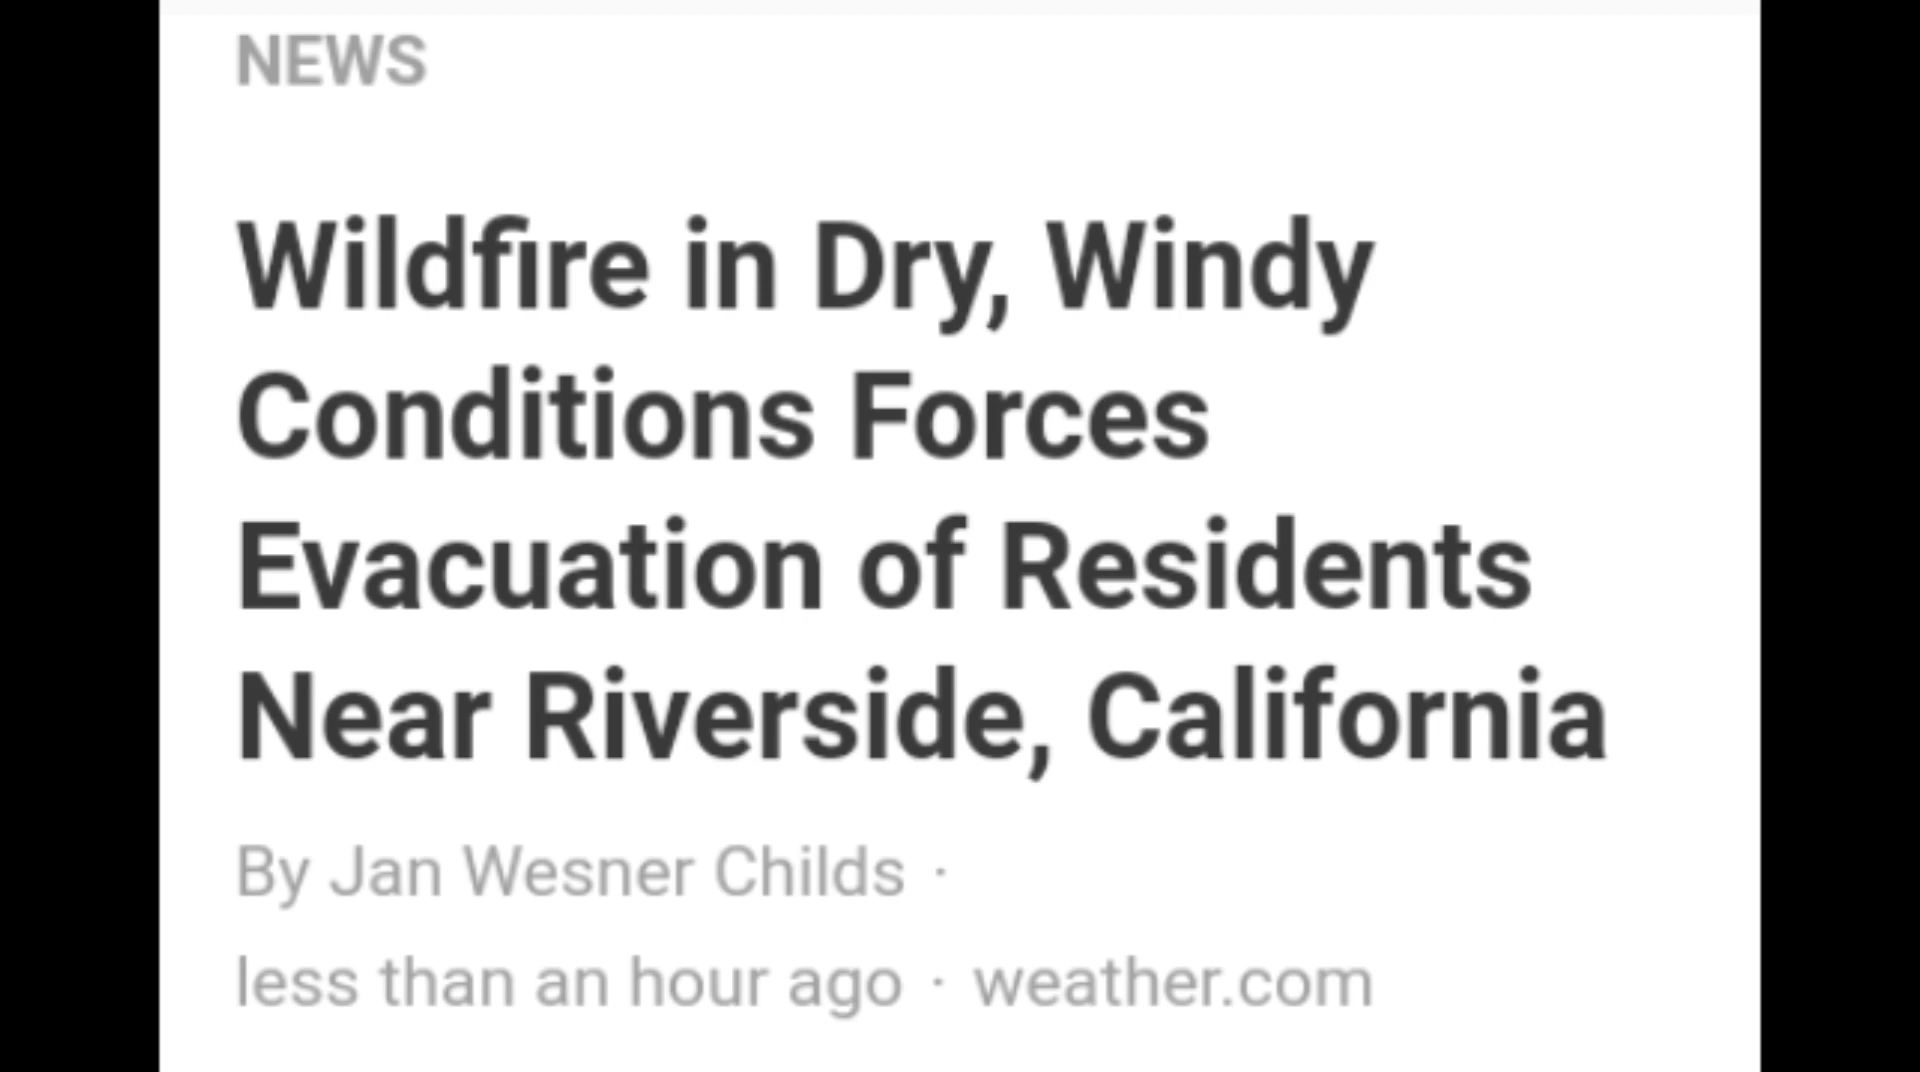 NEWS
Wildfire in Dry, Windy
Conditions Forces
Evacuation of Residents
Near Riverside, California
By Jan Wesner Childs ·
less than an hour ago · weather.com